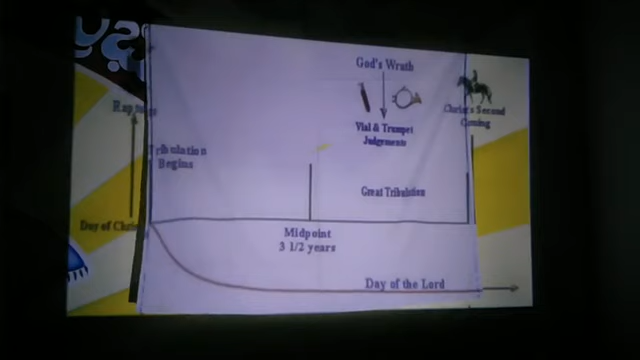 God's Wrath
Rapture
Christ's Second
Coming
Vial & Trumpet
Judgements
Tribulation
Begins
Great Tribulation
Day of Christ
Midpoint
3 1/2 years
Day of the Lord